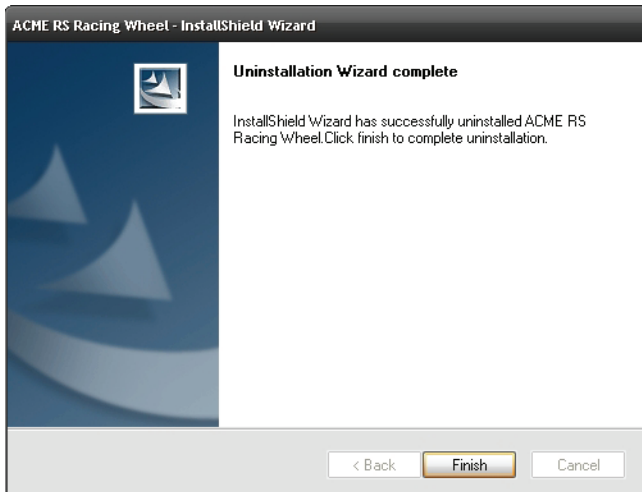 ACME RS Racing Wheel - InstallShield Wizard
Uninstallation Wizard complete
InstallShield Wizard has successfully uninstalled ACME RS
Racing Wheel.Click finish to complete uninstallation.
< Back Finish Cancel